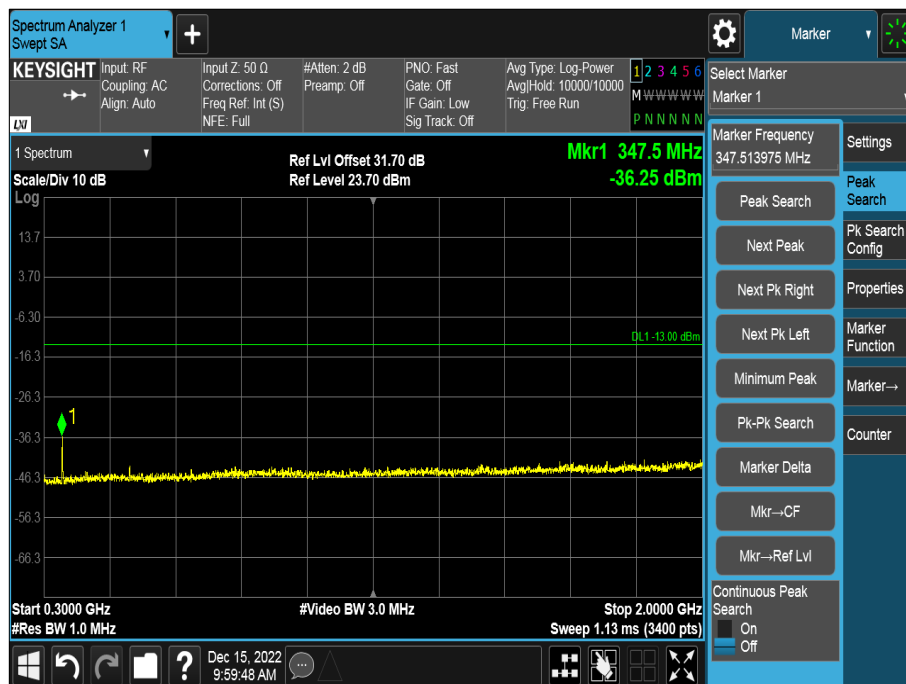 Spectrum Analyzer 1
Swept SA
Marker
KEYSIGHT
Input: RF
Coupling: AC
Align: Auto
Input Z: 50 Ω
Corrections: Off
Freq Ref: Int (S)
NFE: Full
#Atten: 2 dB
Preamp: Off
PNO: Fast
Gate: Off
IF Gain: Low
Sig Track: Off
Avg Type: Log-Power
Avg|Hold: 10000/10000
Trig: Free Run
1 2 3 4 5 6
M W W W W W
P N N N N N
LXI
Select Marker
Marker 1
1 Spectrum
Scale/Div 10 dB
Log
Ref Lvl Offset 31.70 dB
Ref Level 23.70 dBm
Mkr1 347.5 MHz
-36.25 dBm
13.7
3.70
-6.30
-16.3
-26.3
-36.3
-46.3
-56.3
-66.3
DL1 -13.00 dBm
1
Start 0.3000 GHz
#Res BW 1.0 MHz
#Video BW 3.0 MHz
Stop 2.0000 GHz
Sweep 1.13 ms (3400 pts)
Marker Frequency
347.513975 MHz
Peak Search
Next Peak
Next Pk Right
Next Pk Left
Minimum Peak
Pk-Pk Search
Marker Delta
Mkr→CF
Mkr→Ref Lvl
Continuous Peak
Search
On
Off
Settings
Peak
Search
Pk Search
Config
Properties
Marker
Function
Marker→
Counter
?
Dec 15, 2022
9:59:48 AM